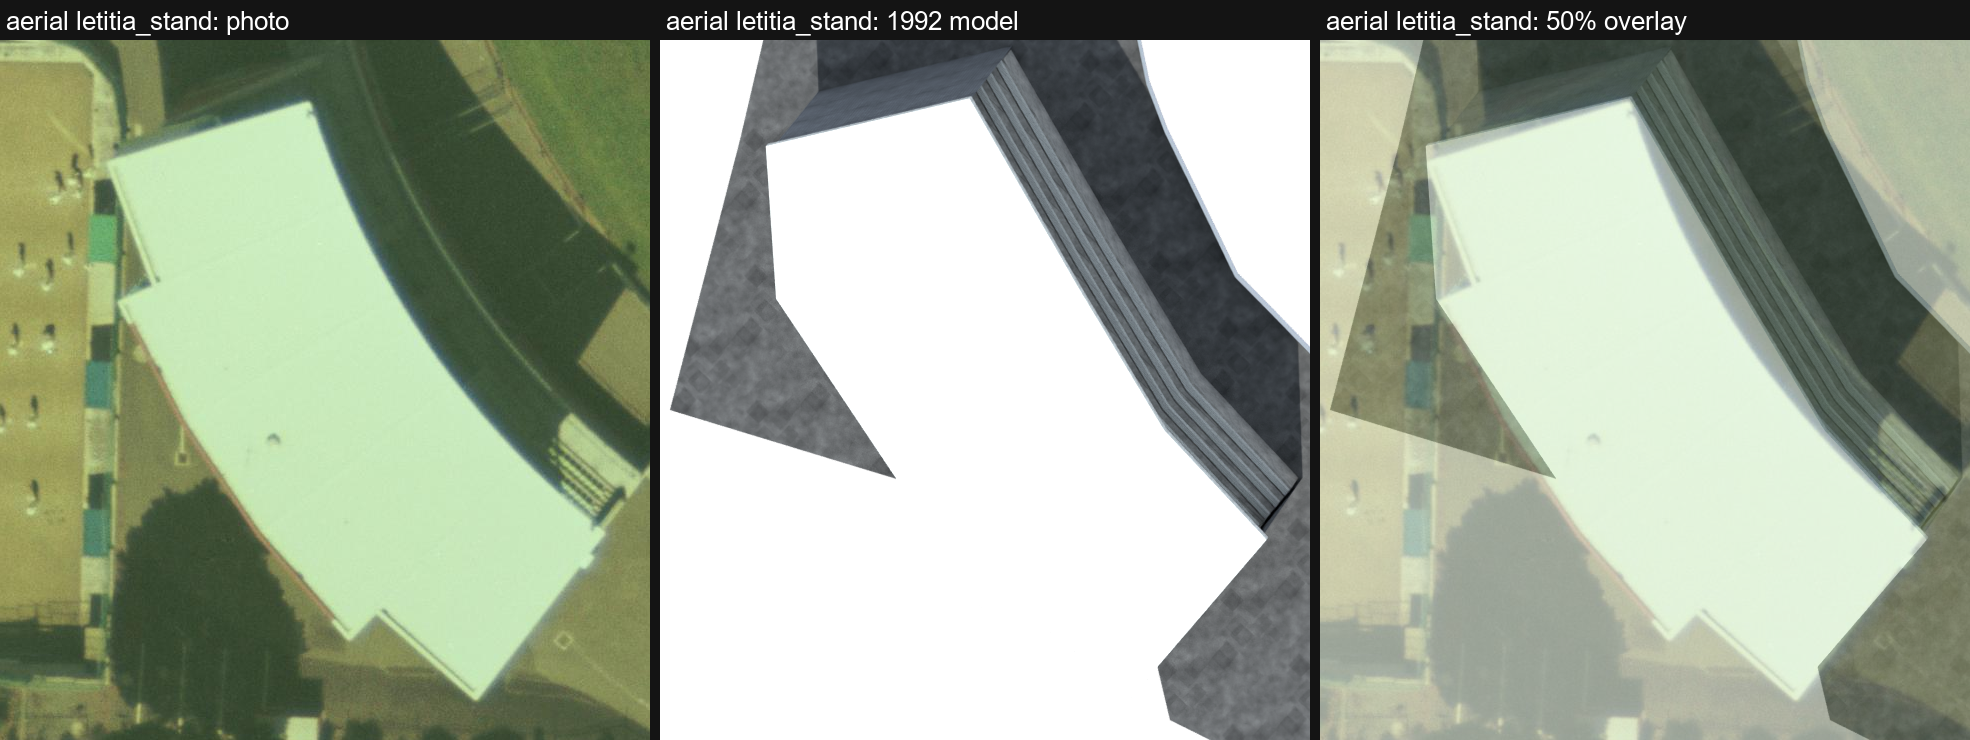 aerial letitia_stand: photo
aerial letitia_stand: 1992 model
aerial letitia_stand: 50% overlay